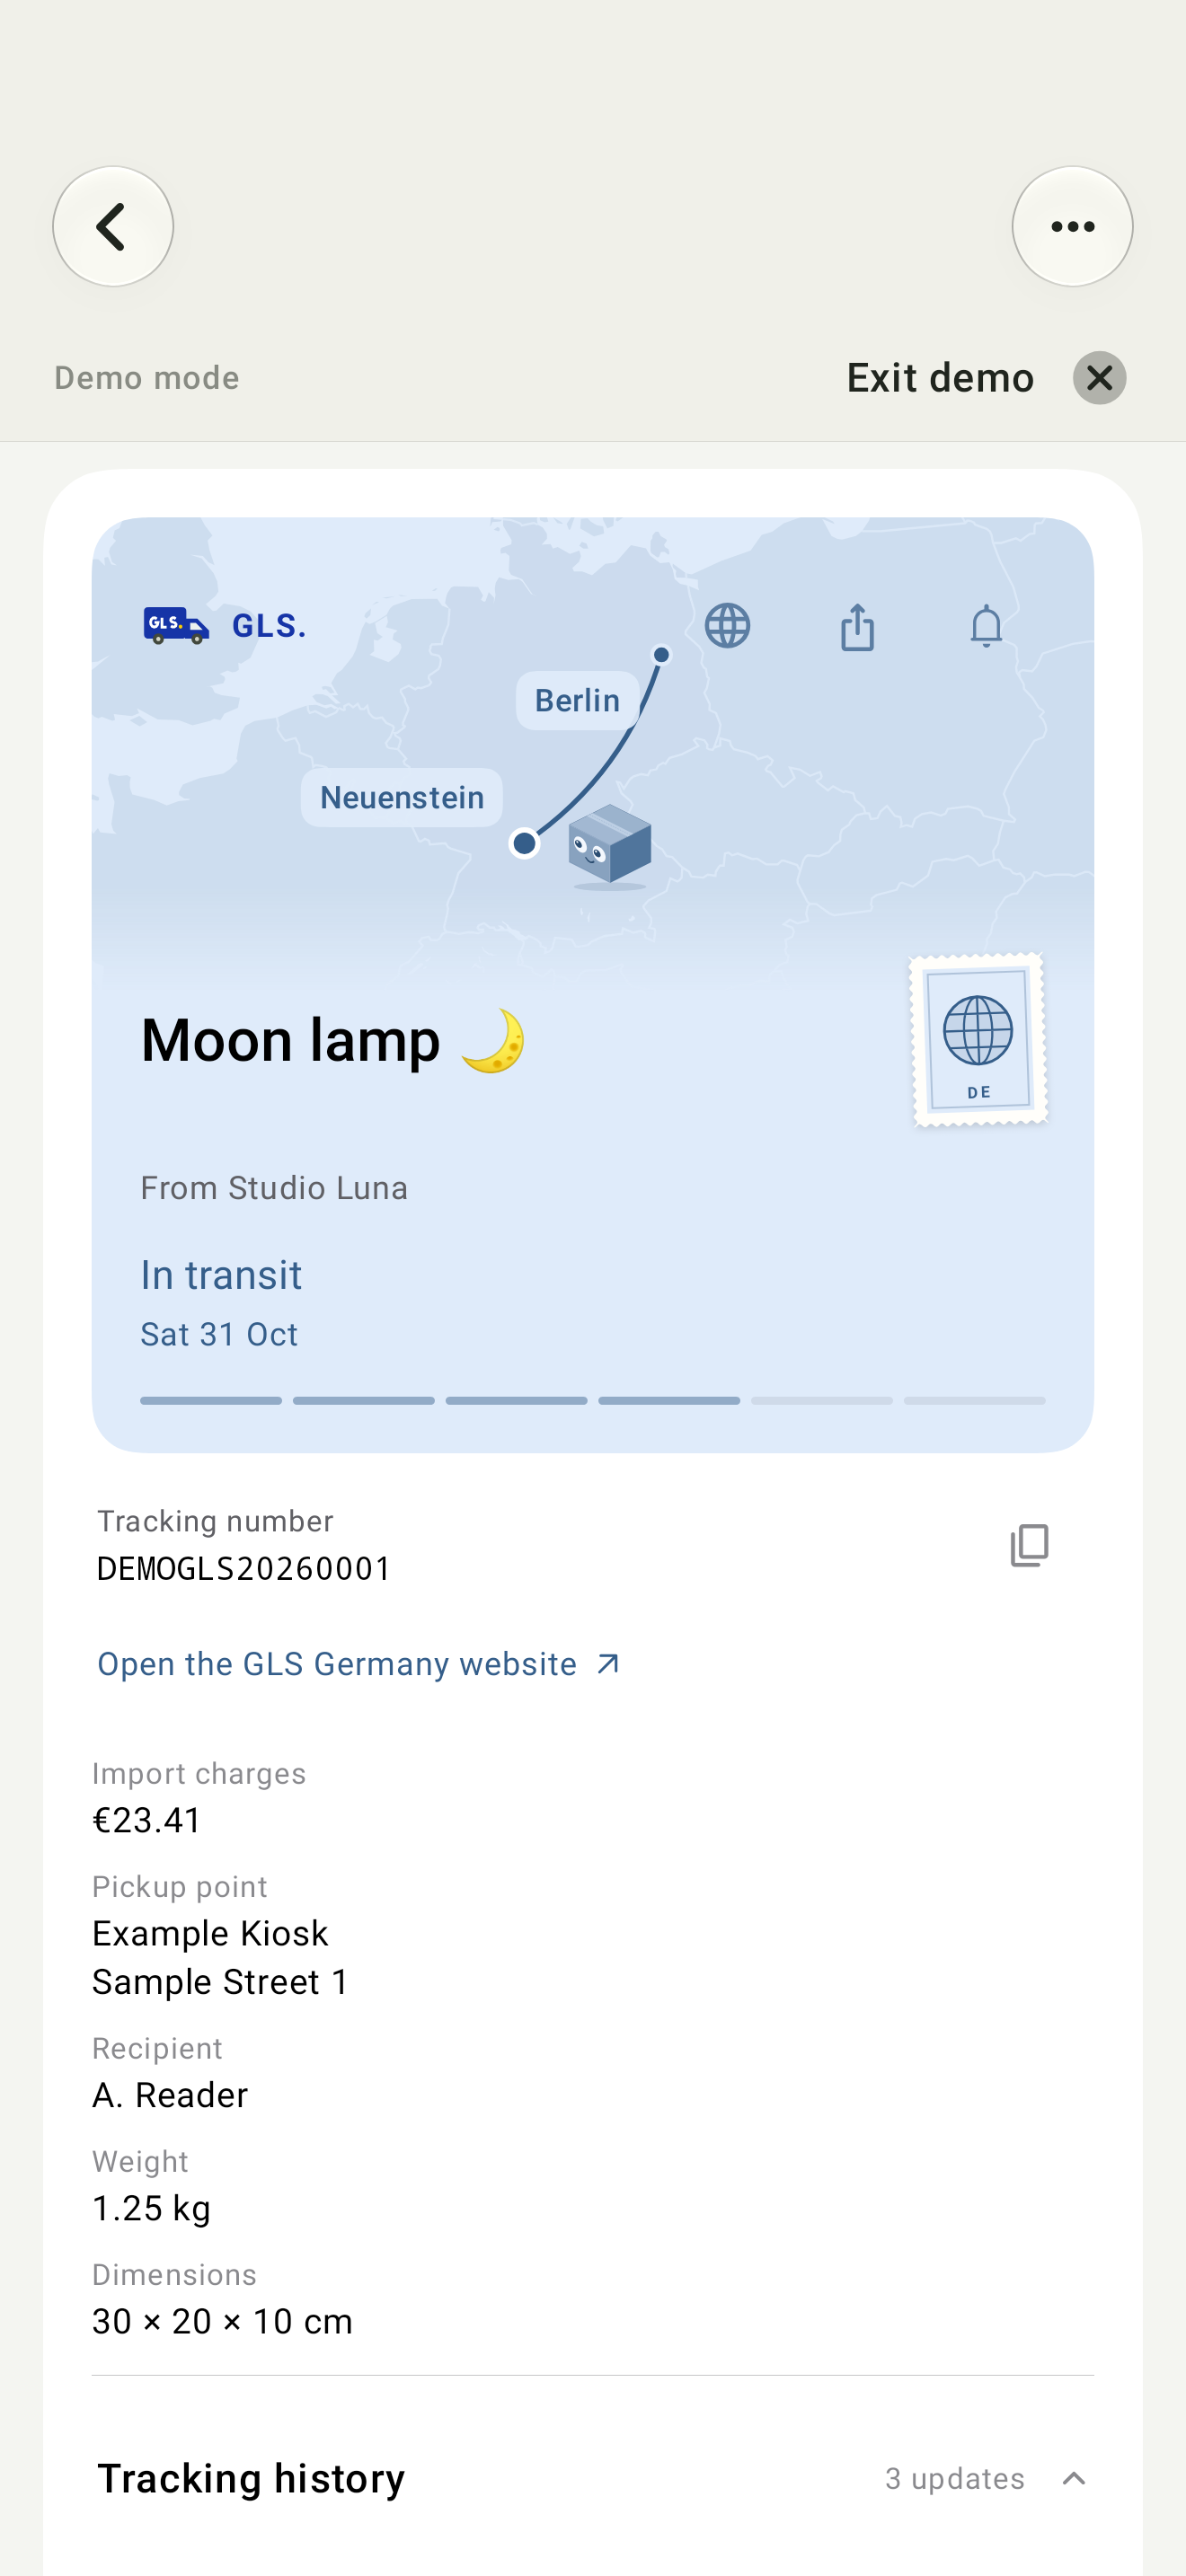 Demo mode
Exit demo
GLS.
GLS.
Berlin
Neuenstein
Moon lamp 🌙
DE
From Studio Luna
In transit
Sat 31 Oct
Tracking number
DEMOGLS20260001
Open the GLS Germany website
Import charges
€23.41
Pickup point
Example Kiosk
Sample Street 1
Recipient
A. Reader
Weight
1.25 kg
Dimensions
30 × 20 × 10 cm
Tracking history
3 updates